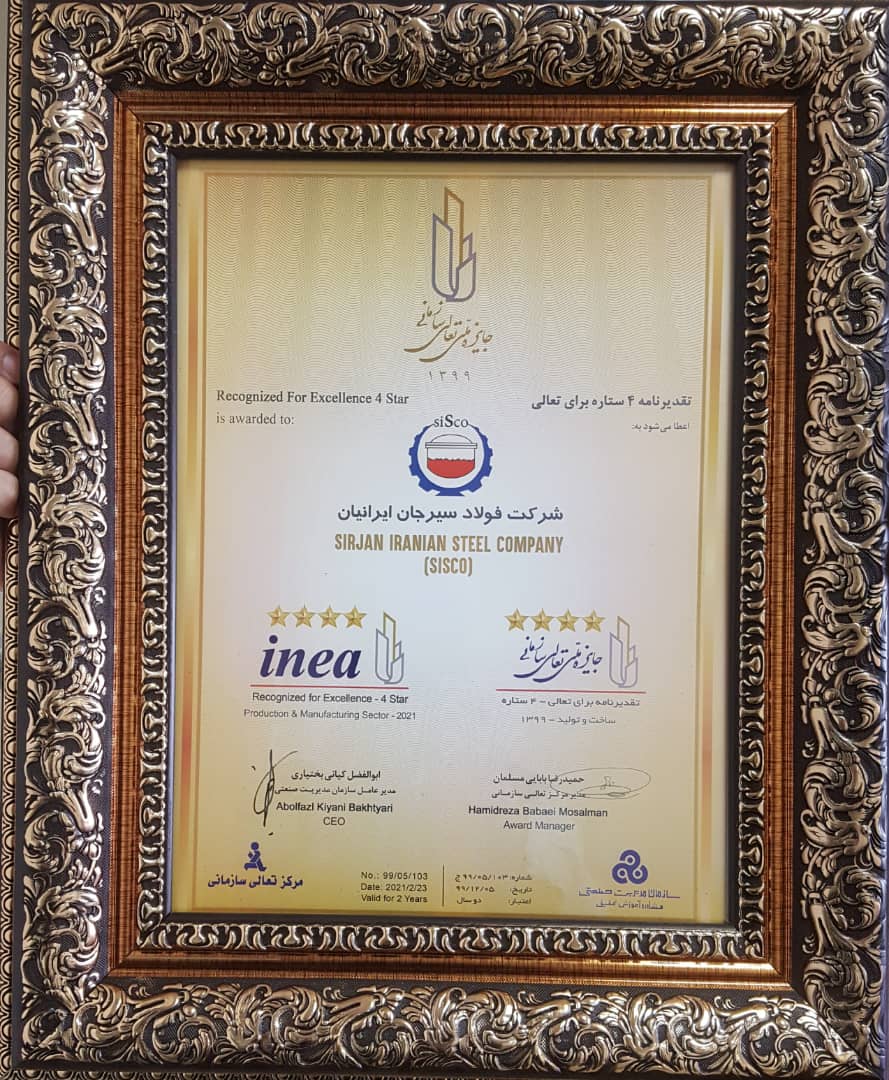 جایزه ملی تعالی سازمانی
۱۳۹۹
Recognized For Excellence 4 Star
is awarded to:
تقدیرنامه ۴ ستاره برای تعالی
اعطا می‌شود به:
siSco
شرکت فولاد سیرجان ایرانیان
SIRJAN IRANIAN STEEL COMPANY
(SISCO)
inea
Recognized for Excellence - 4 Star
Production & Manufacturing Sector - 2021
جایزه ملی تعالی سازمانی
تقدیرنامه برای تعالی - ۴ ستاره
ساخت و تولید - ۱۳۹۹
ابوالفضل کیانی بختیاری
مدیر عامل سازمان مدیریت صنعتی
Abolfazl Kiyani Bakhtyari
CEO
حمیدرضا بابایی مسلمان
مدیر مرکز تعالی سازمانی
Hamidreza Babaei Mosalman
Award Manager
مرکز تعالی سازمانی
No.: 99/05/103
Date: 2021/2/23
Valid for 2 Years
شماره: ۹۹/۰۵/۱۰۳ ج
تاریخ: ۹۹/۱۲/۰۵
اعتبار: دو سال
سازمان مدیریت صنعتی
مشاوره آموزش تحقیق